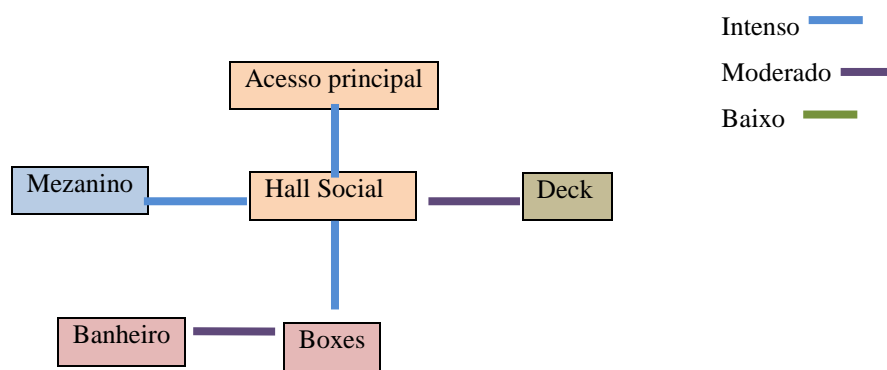 Intenso
Acesso principal
Moderado
Baixo
Mezanino
Hall Social
Deck
Banheiro
Boxes